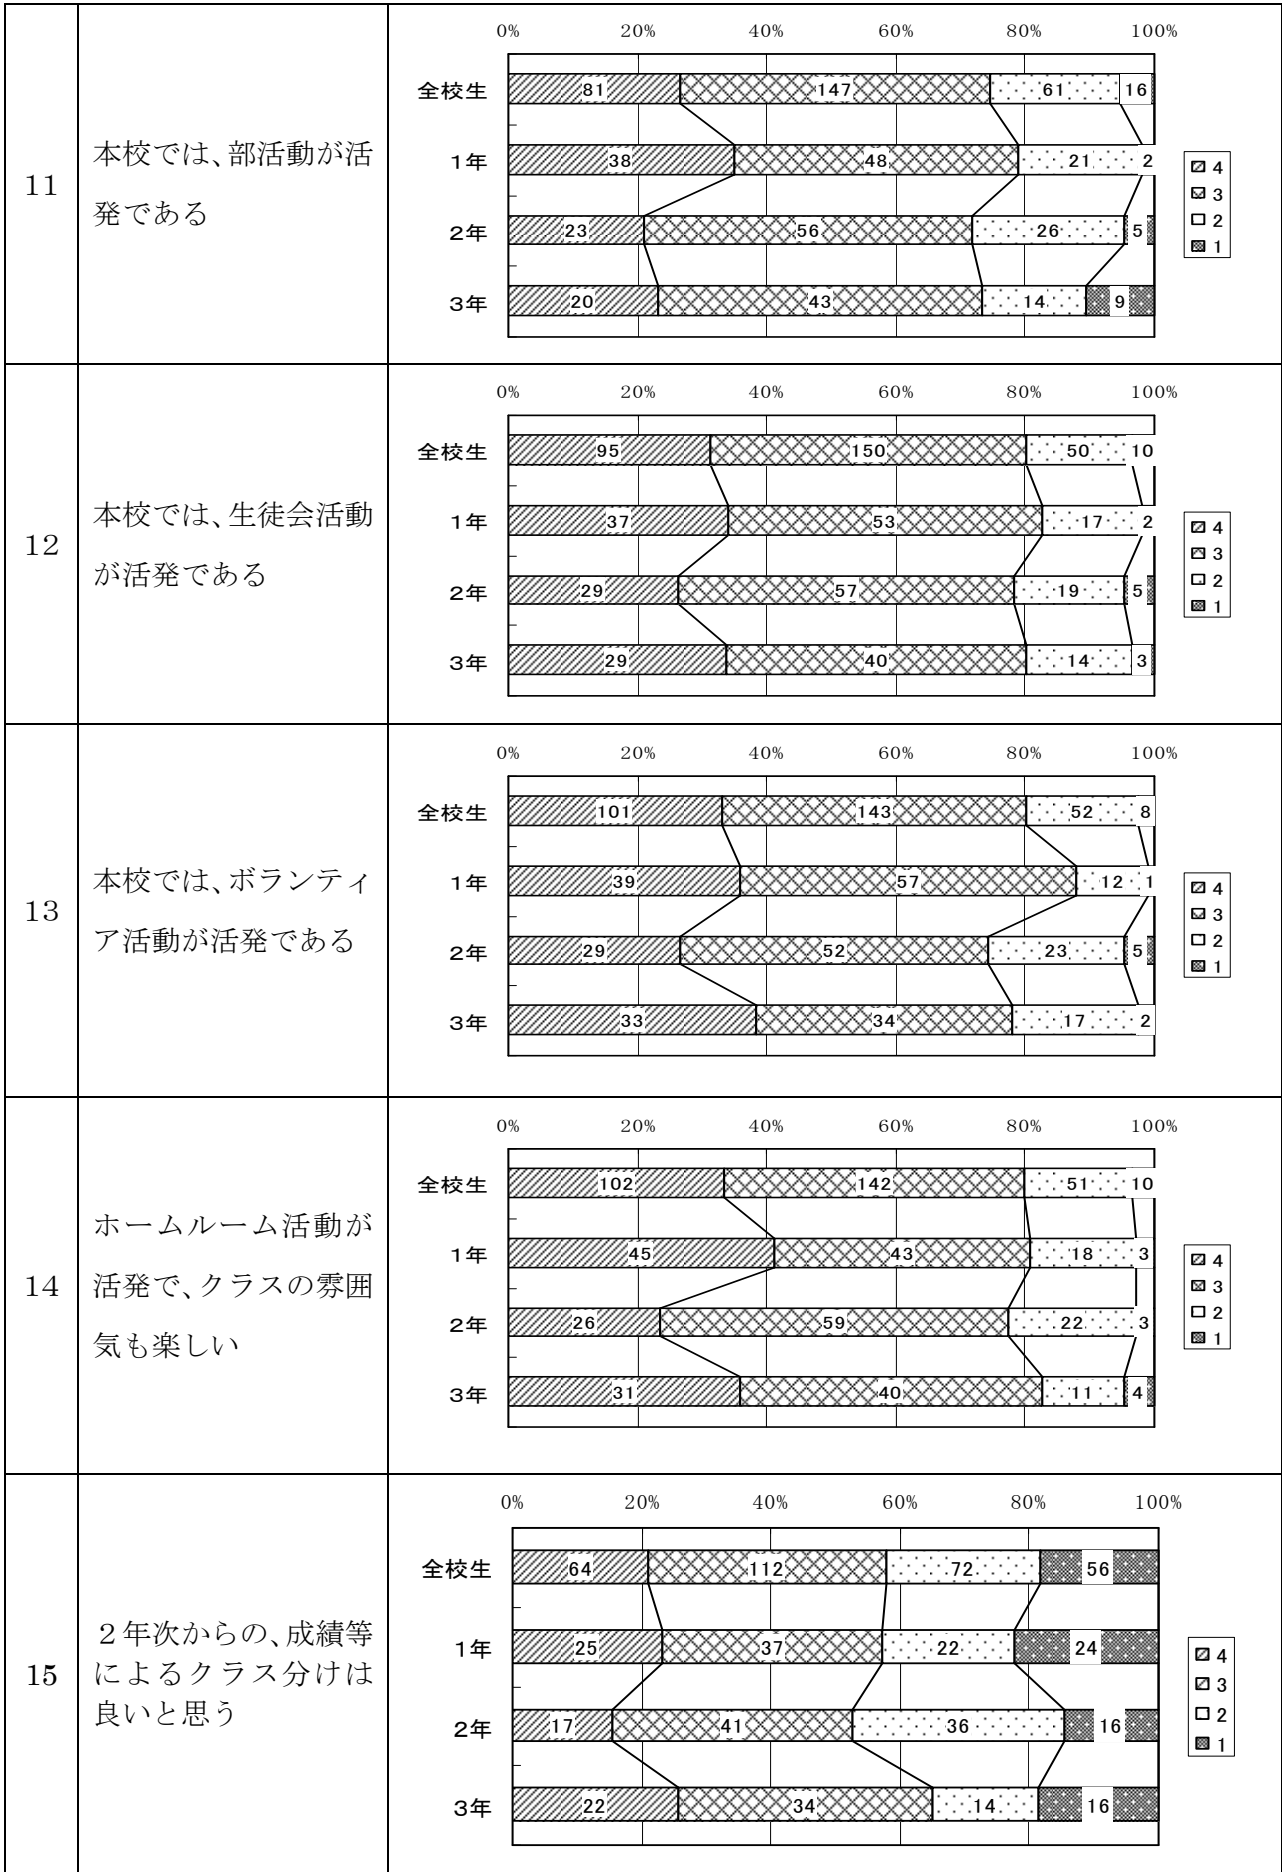 11
本校では、部活動が活
発である
0% 20% 40% 60% 80% 100%
全校生 81 147 61 16
1年 38 48 21 2
2年 23 56 26 5
3年 20 43 14 9
4
3
2
1
12
本校では、生徒会活動
が活発である
0% 20% 40% 60% 80% 100%
全校生 95 150 50 10
1年 37 53 17 2
2年 29 57 19 5
3年 29 40 14 3
4
3
2
1
13
本校では、ボランティ
ア活動が活発である
0% 20% 40% 60% 80% 100%
全校生 101 143 52 8
1年 39 57 12 1
2年 29 52 23 5
3年 33 34 17 2
4
3
2
1
14
ホームルーム活動が
活発で、クラスの雰囲
気も楽しい
0% 20% 40% 60% 80% 100%
全校生 102 142 51 10
1年 45 43 18 3
2年 26 59 22 3
3年 31 40 11 4
4
3
2
1
15
２年次からの、成績等
によるクラス分けは
良いと思う
0% 20% 40% 60% 80% 100%
全校生 64 112 72 56
1年 25 37 22 24
2年 17 41 36 16
3年 22 34 14 16
4
3
2
1